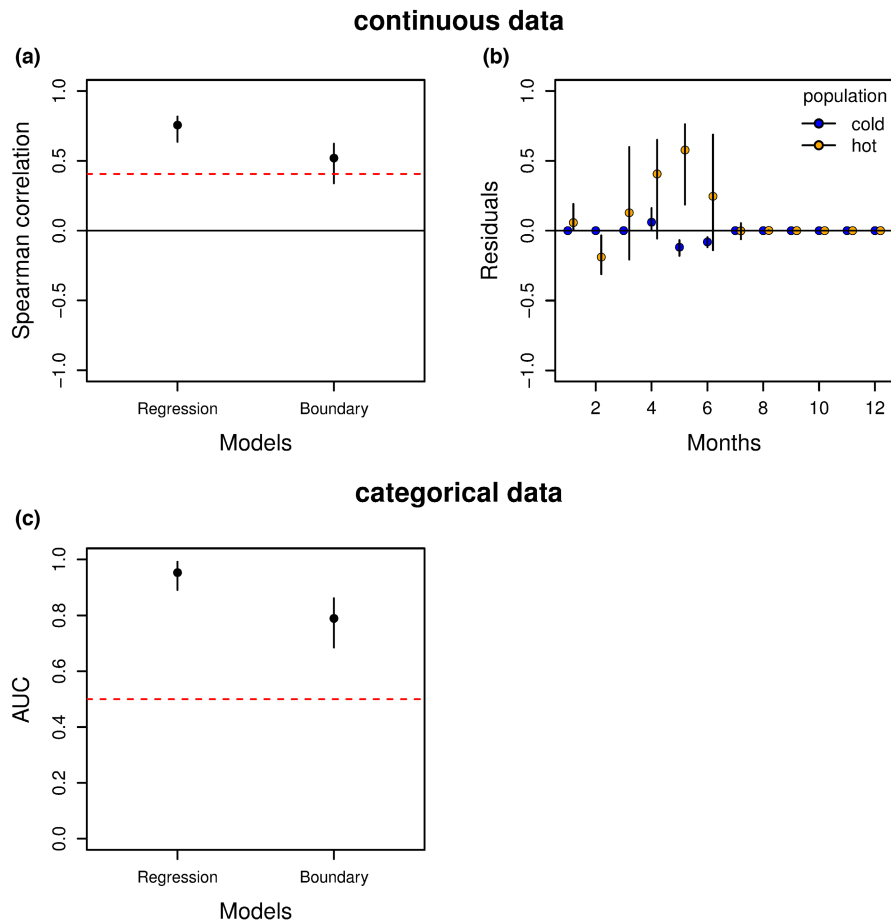 continuous data
(a)
Spearman correlation
1.0
0.5
0.0
−0.5
−1.0
Regression
Boundary
Models
(b)
Residuals
1.0
0.5
0.0
−0.5
−1.0
population
cold
hot
2
4
6
8
10
12
Months
categorical data
(c)
AUC
1.0
0.8
0.6
0.4
0.2
0.0
Regression
Boundary
Models